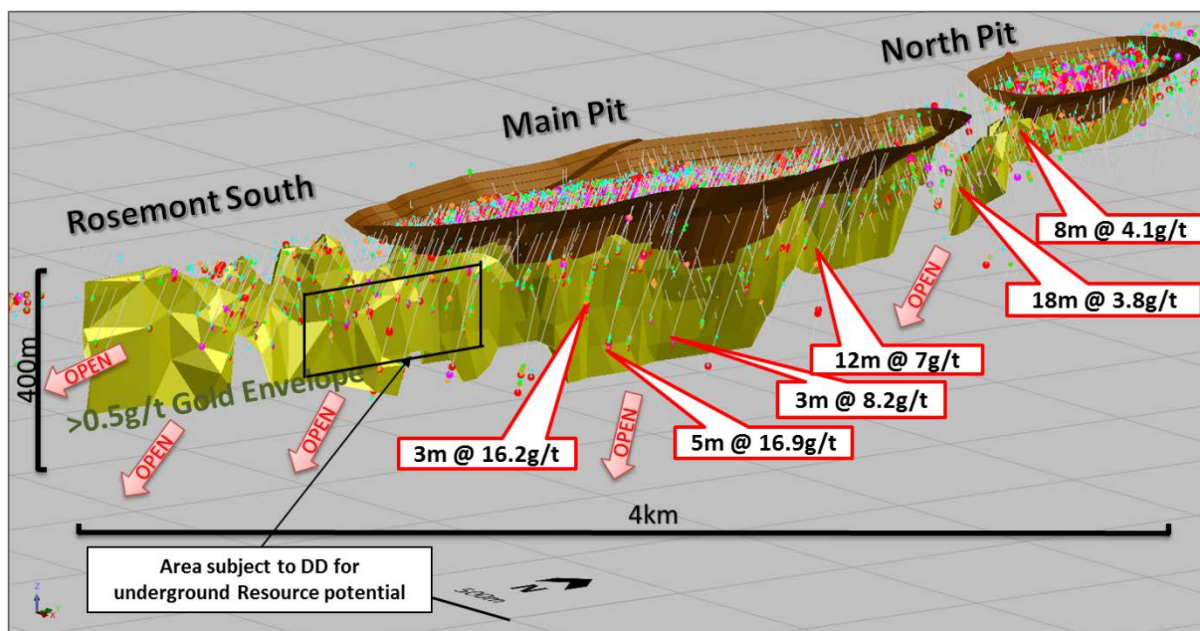 North Pit
Main Pit
Rosemont South
8m @ 4.1g/t
18m @ 3.8g/t
12m @ 7g/t
3m @ 8.2g/t
5m @ 16.9g/t
3m @ 16.2g/t
400m
>0.5g/t Gold Envelope
OPEN
OPEN
OPEN
OPEN
OPEN
4km
Area subject to DD for
underground Resource potential
N
500m
Z
Y
X